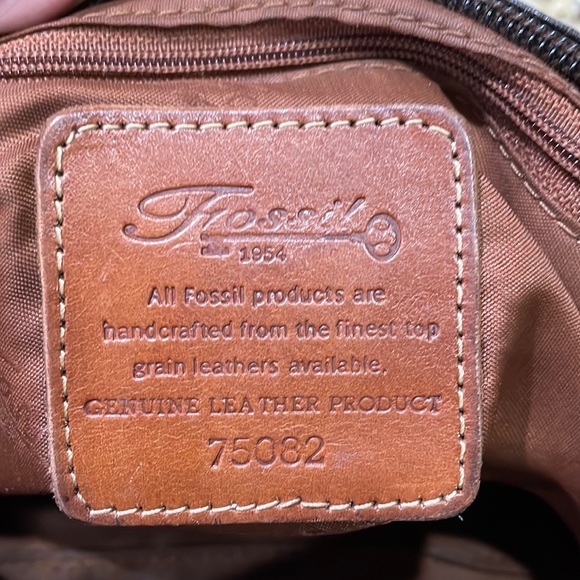 Fossil
1954
All Fossil products are
handcrafted from the finest top
grain leathers available.
GENUINE LEATHER PRODUCT
75082